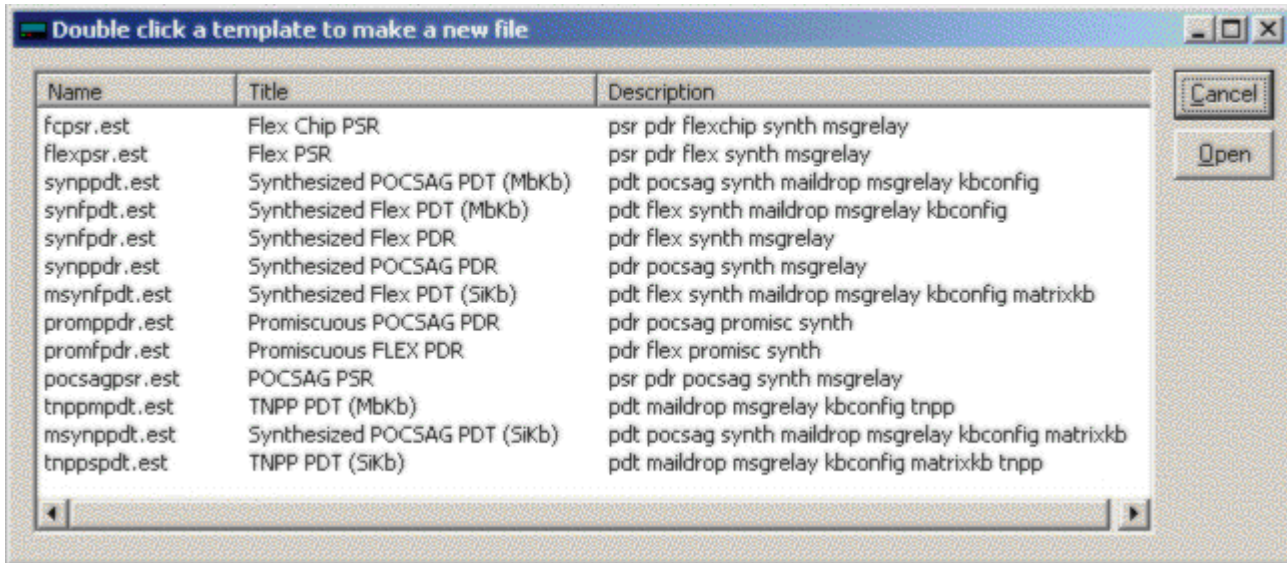 Double click a template to make a new file
Name Title Description
Cancel
fcpsr.est Flex Chip PSR psr pdr flexchip synth msgrelay
flexpsr.est Flex PSR psr pdr flex synth msgrelay
Open
synppdt.est Synthesized POCSAG PDT (MbKb) pdt pocsag synth maildrop msgrelay kbconfig
synfpdt.est Synthesized Flex PDT (MbKb) pdt flex synth maildrop msgrelay kbconfig
synfpdr.est Synthesized Flex PDR pdr flex synth msgrelay
synppdr.est Synthesized POCSAG PDR pdr pocsag synth msgrelay
msynfpdt.est Synthesized Flex PDT (SiKb) pdt flex synth maildrop msgrelay kbconfig matrixkb
promppdr.est Promiscuous POCSAG PDR pdr pocsag promisc synth
promfpdr.est Promiscuous FLEX PDR pdr flex promisc synth
pocsagpsr.est POCSAG PSR psr pdr pocsag synth msgrelay
tnppmpdt.est TNPP PDT (MbKb) pdt maildrop msgrelay kbconfig tnpp
msynppdt.est Synthesized POCSAG PDT (SiKb) pdt pocsag synth maildrop msgrelay kbconfig matrixkb
tnppspdt.est TNPP PDT (SiKb) pdt maildrop msgrelay kbconfig matrixkb tnpp